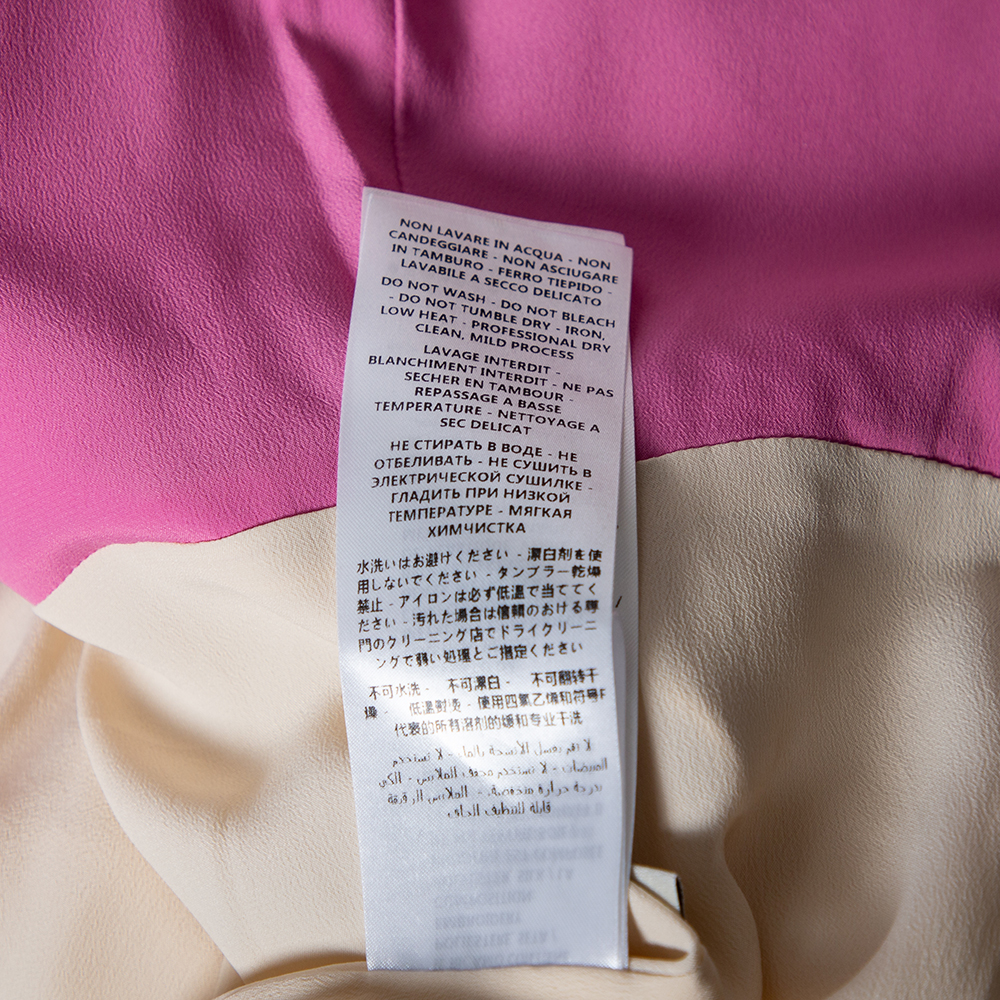 NON LAVARE IN ACQUA - NON
CANDEGGIARE - NON ASCIUGARE
IN TAMBURO - FERRO TIEPIDO -
LAVABILE A SECCO DELICATO
DO NOT WASH - DO NOT BLEACH
- DO NOT TUMBLE DRY - IRON,
LOW HEAT - PROFESSIONAL DRY
CLEAN, MILD PROCESS
LAVAGE INTERDIT -
BLANCHIMENT INTERDIT - NE PAS
SECHER EN TAMBOUR -
REPASSAGE A BASSE
TEMPERATURE - NETTOYAGE A
SEC DELICAT
НЕ СТИРАТЬ В ВОДЕ - НЕ
ОТБЕЛИВАТЬ - НЕ СУШИТЬ В
ЭЛЕКТРИЧЕСКОЙ СУШИЛКЕ -
ГЛАДИТЬ ПРИ НИЗКОЙ
ТЕМПЕРАТУРЕ - МЯГКАЯ
ХИМЧИСТКА
水洗いはお避けください - 漂白剤を使
用しないでください - タンブラー乾燥
禁止 - アイロンは必ず低温で当ててく
ださい - 汚れた場合は信頼のおける専
門のクリーニング店でドライクリーニ
ングで弱い処理とご指定ください
不可水洗 - 不可漂白 - 不可翻转干
燥 - 低温熨烫 - 使用四氯乙烯和符号F
代表的所有溶剂的缓和专业干洗